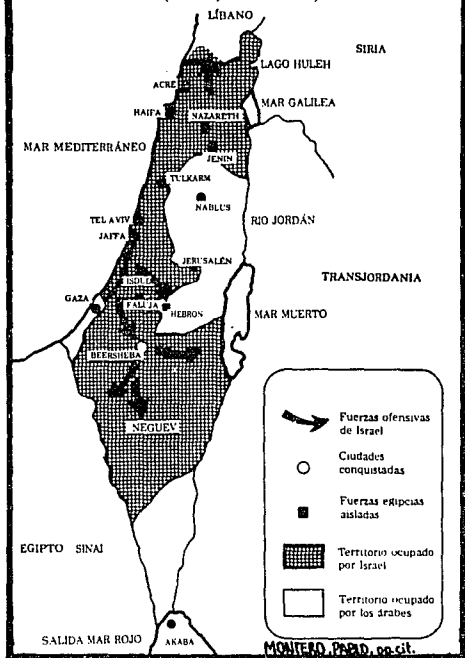 LÍBANO
SIRIA
LAGO HULEH
ACRE
MAR GALILEA
HAIFA
NAZARETH
MAR MEDITERRÁNEO
JENIN
TULKARM
NABLUS
TEL AVIV
RIO JORDÁN
JAFFA
JERUSALÉN
TRANSJORDANIA
ISDUD
GAZA
FALUJA
HEBRON
MAR MUERTO
BEERSHEBA
NEGUEV
Fuerzas ofensivas
de Israel
Ciudades
conquistadas
Fuerzas egipcias
aisladas
Territorio ocupado
por Israel
Territorio ocupado
por los árabes
EGIPTO SINAI
SALIDA MAR ROJO
AKABA
MONTERO, PABLO, op.cit.